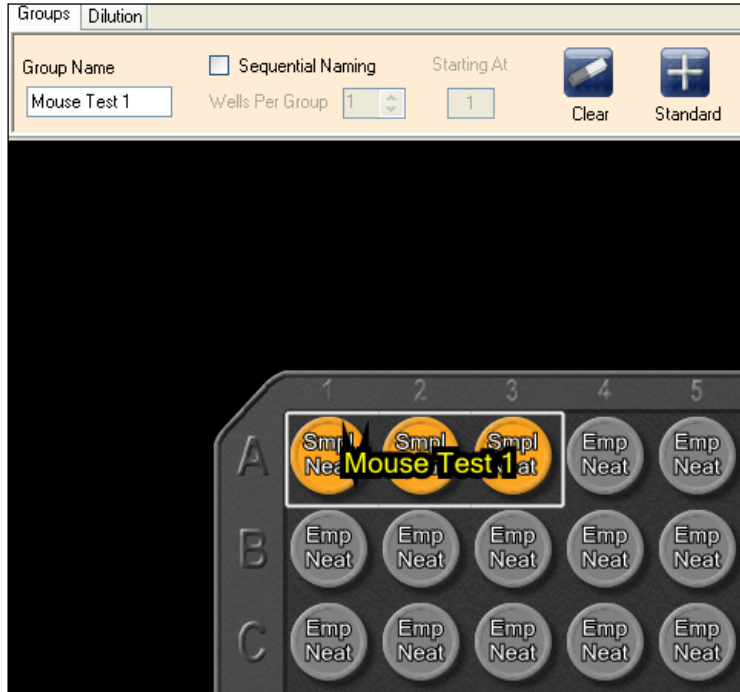 Groups Dilution
Group Name
Sequential Naming
Starting At
Mouse Test 1
Wells Per Group 1
1
Clear
Standard
1 2 3 4 5
A
Smpl Smpl Smpl Emp Emp
Mouse Test 1
Neat Neat
B
Emp Emp Emp Emp Emp
Neat Neat Neat Neat Neat
C
Emp Emp Emp Emp Emp
Neat Neat Neat Neat Neat